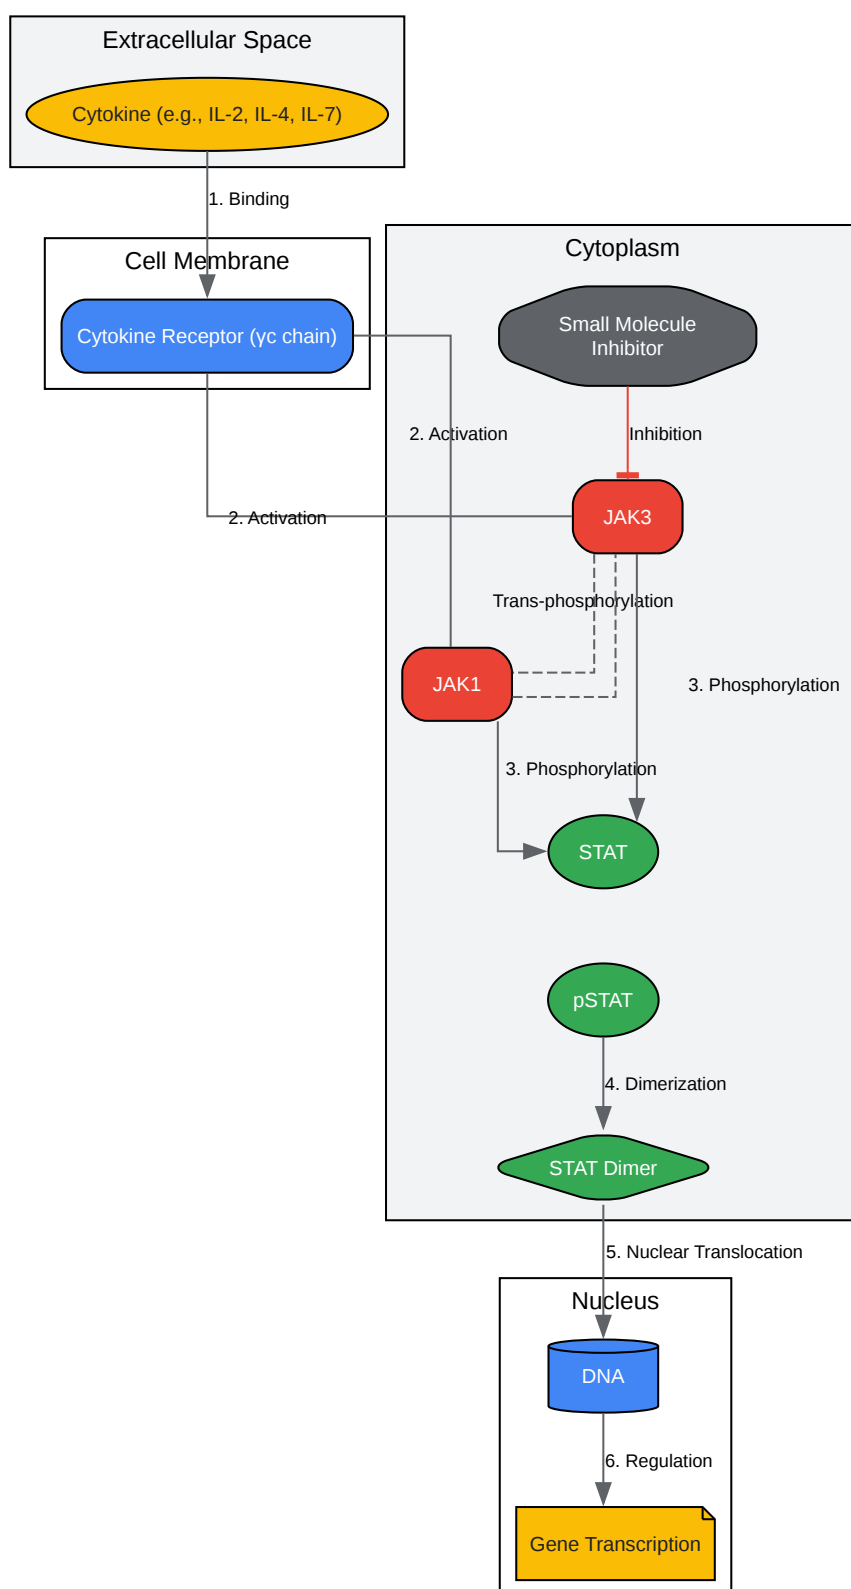 Extracellular Space
Cytokine (e.g., IL-2, IL-4, IL-7)
1. Binding
Cell Membrane
Cytokine Receptor (γc chain)
Cytoplasm
Small Molecule
Inhibitor
2. Activation
Inhibition
2. Activation
JAK3
Trans-phosphorylation
JAK1
3. Phosphorylation
3. Phosphorylation
STAT
pSTAT
4. Dimerization
STAT Dimer
5. Nuclear Translocation
Nucleus
DNA
6. Regulation
Gene Transcription